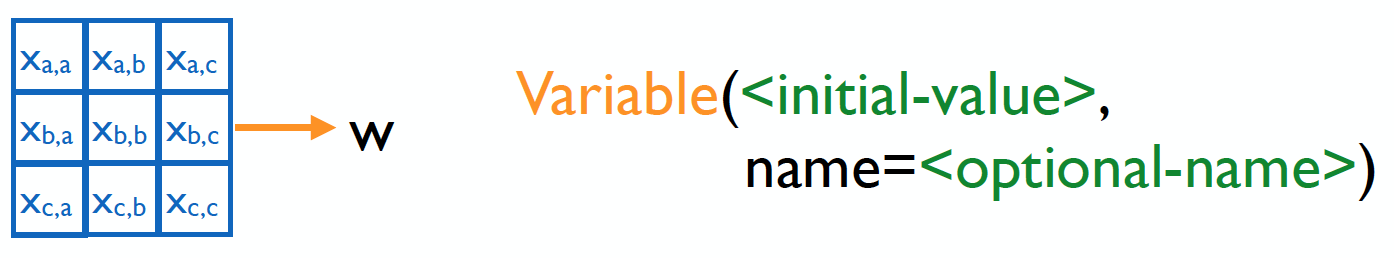 xa,a xa,b xa,c
xb,a xb,b xb,c
xc,a xc,b xc,c
w
Variable(<initial-value>,
name=<optional-name>)